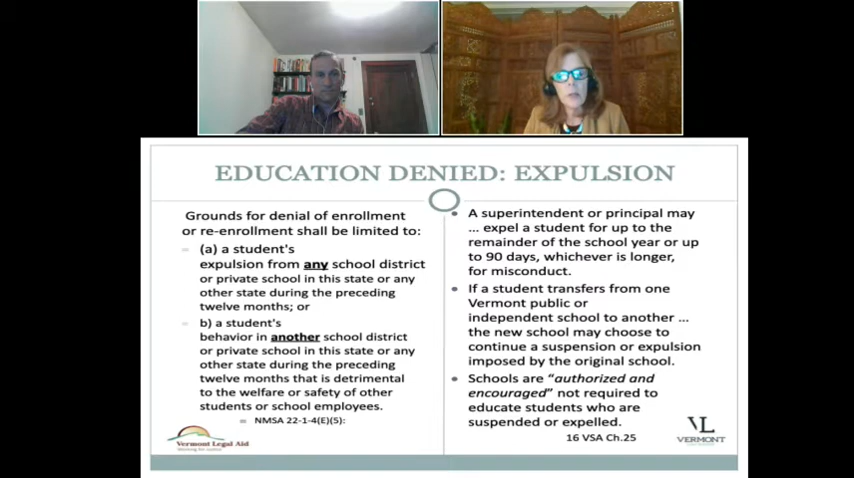 EDUCATION DENIED: EXPULSION
Grounds for denial of enrollment
or re-enrollment shall be limited to:
(a) a student's
expulsion from any school district
or private school in this state or any
other state during the preceding
twelve months; or
b) a student's
behavior in another school district
or private school in this state or any
other state during the preceding
twelve months that is detrimental
to the welfare or safety of other
students or school employees.
NMSA 22-1-4(E)(5):
A superintendent or principal may
... expel a student for up to the
remainder of the school year or up
to 90 days, whichever is longer,
for misconduct.
If a student transfers from one
Vermont public or
independent school to another ...
the new school may choose to
continue a suspension or expulsion
imposed by the original school.
Schools are "authorized and
encouraged" not required to
educate students who are
suspended or expelled.
16 VSA Ch.25
Vermont Legal Aid
VL
VERMONT